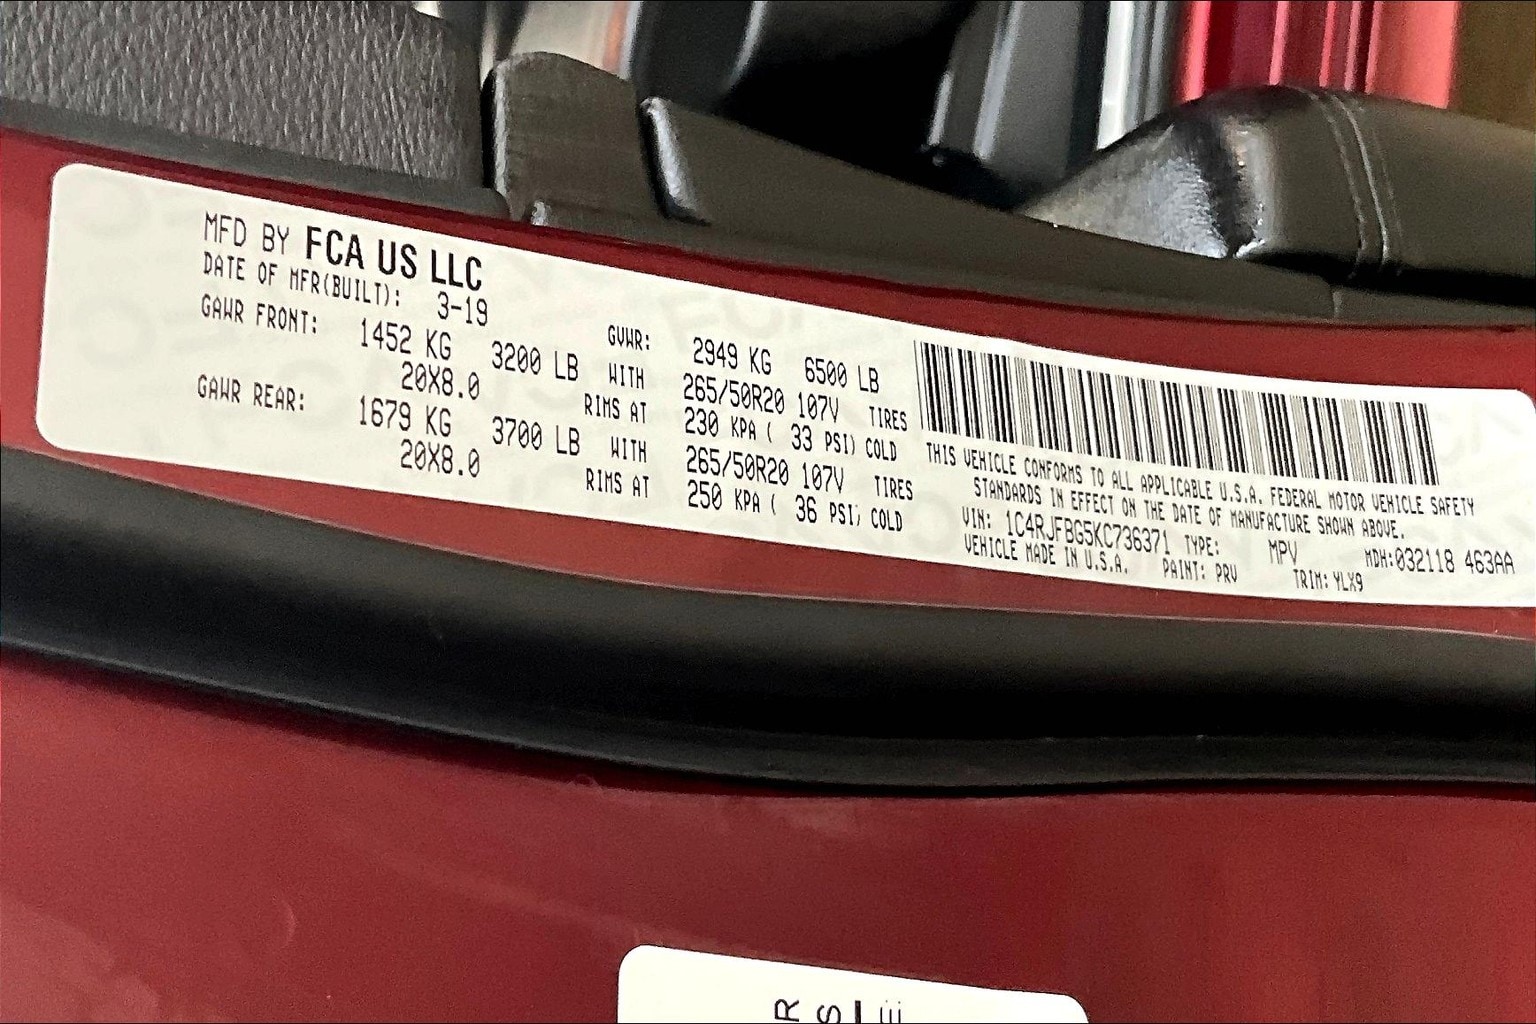 MFD BY FCA US LLC
DATE OF MFR(BUILT): 3-19 GVWR: 2949 KG 6500 LB
GAWR FRONT: 1452 KG 3200 LB WITH 265/50R20 107V TIRES
20X8.0 RIMS AT 230 KPA ( 33 PSI) COLD
GAWR REAR: 1679 KG 3700 LB WITH 265/50R20 107V TIRES
20X8.0 RIMS AT 250 KPA ( 36 PSI) COLD
THIS VEHICLE CONFORMS TO ALL APPLICABLE U.S.A. FEDERAL MOTOR VEHICLE SAFETY
STANDARDS IN EFFECT ON THE DATE OF MANUFACTURE SHOWN ABOVE.
VIN: 1C4RJFBG5KC736371 TYPE: MPV MDH:032118 463AA
VEHICLE MADE IN U.S.A. PAINT: PRV TRIM: YLX9
R
S
E